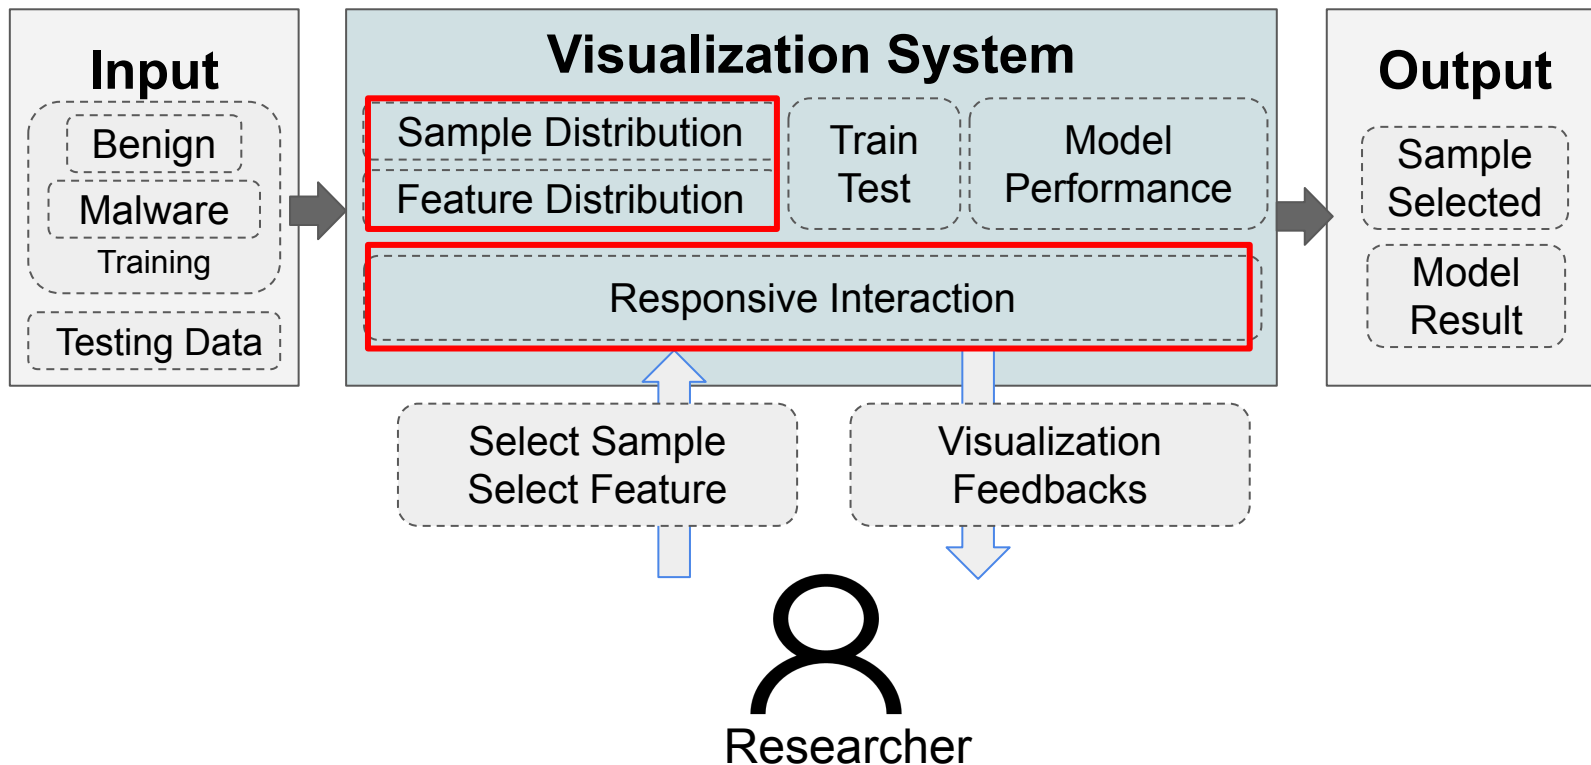 Input
Benign
Malware
Training
Testing Data
Visualization System
Sample Distribution
Feature Distribution
Train
Test
Model
Performance
Responsive Interaction
Output
Sample
Selected
Model
Result
Select Sample
Select Feature
Visualization
Feedbacks
Researcher